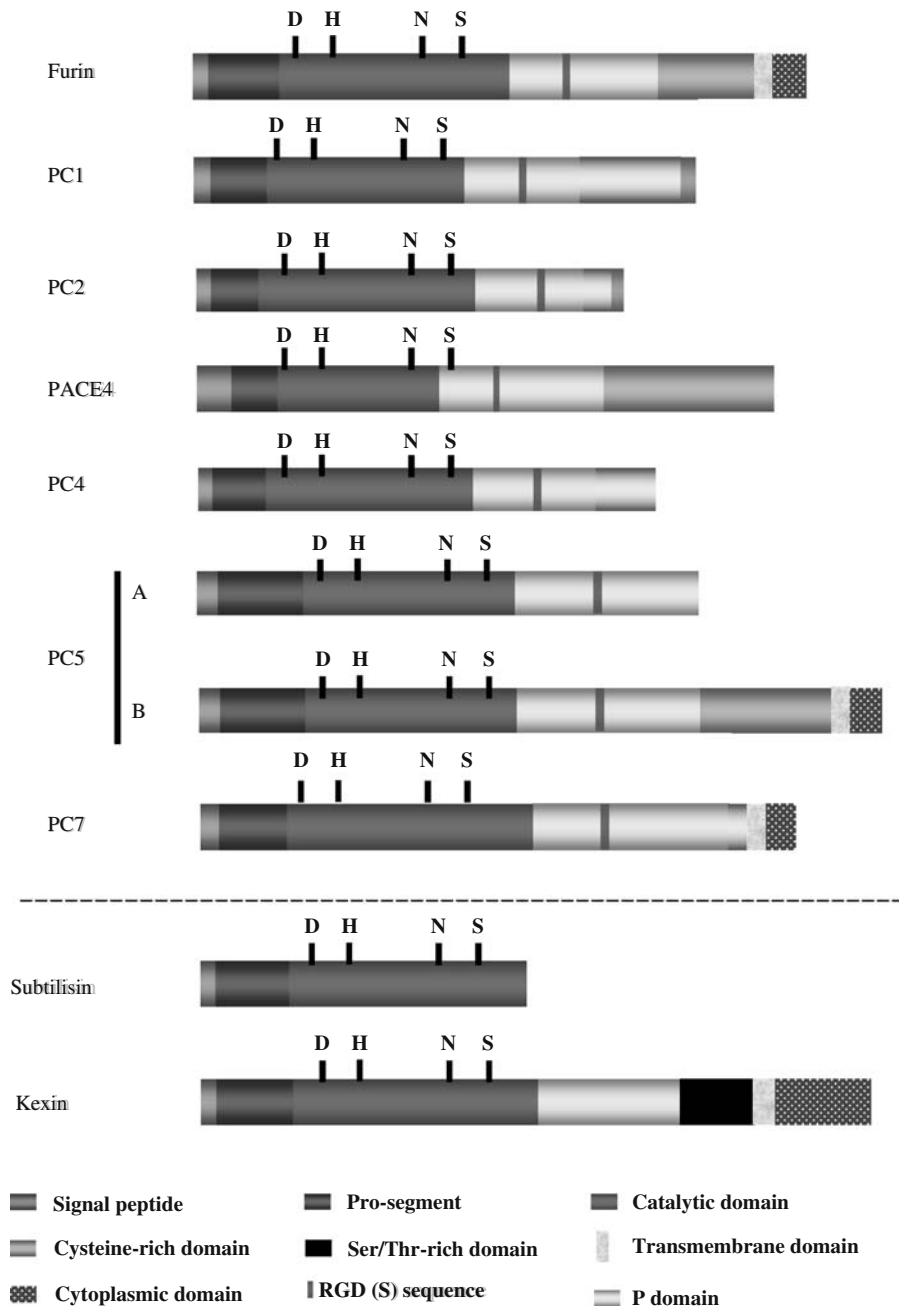 D H N S
Furin
D H N S
PC1
D H N S
PC2
D H N S
PACE4
D H N S
PC4
D H N S
A
PC5
D H N S
B
D H N S
PC7
D H N S
Subtilisin
D H N S
Kexin
Signal peptide Pro-segment Catalytic domain
Cysteine-rich domain Ser/Thr-rich domain Transmembrane domain
Cytoplasmic domain RGD (S) sequence P domain